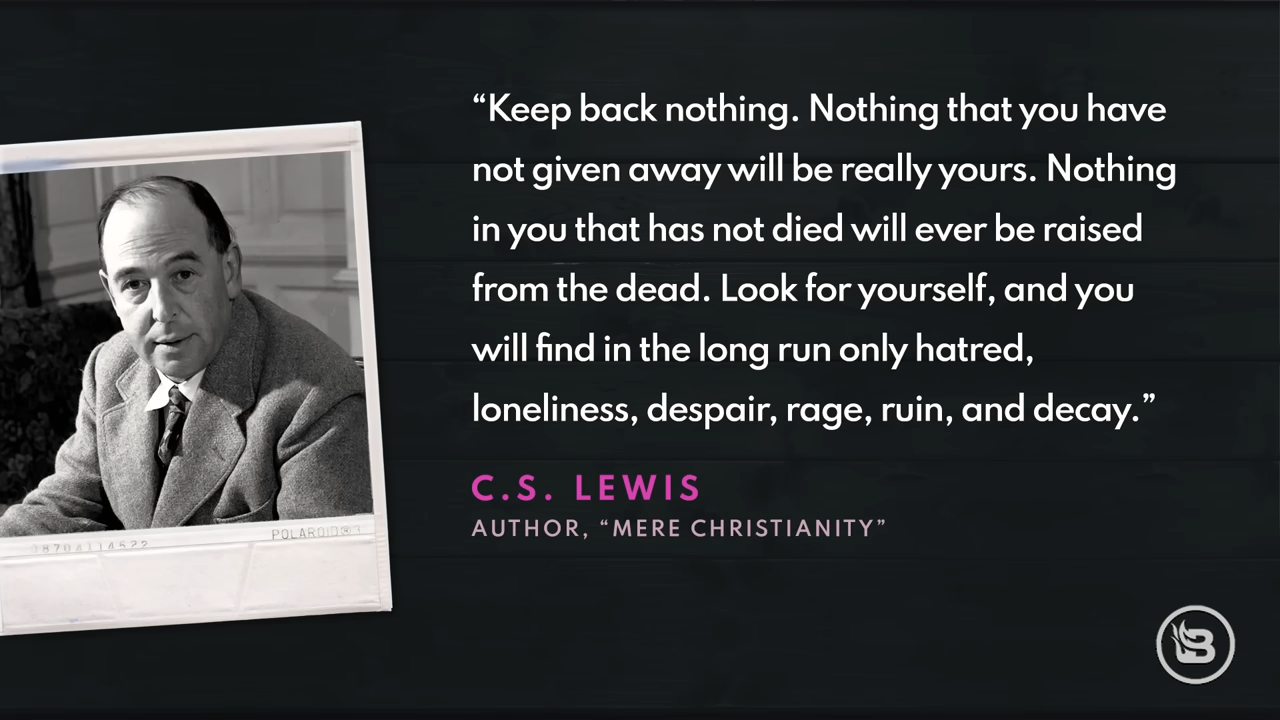 “Keep back nothing. Nothing that you have
not given away will be really yours. Nothing
in you that has not died will ever be raised
from the dead. Look for yourself, and you
will find in the long run only hatred,
loneliness, despair, rage, ruin, and decay.”
C.S. LEWIS
AUTHOR, “MERE CHRISTIANITY”
POLAROID®
B